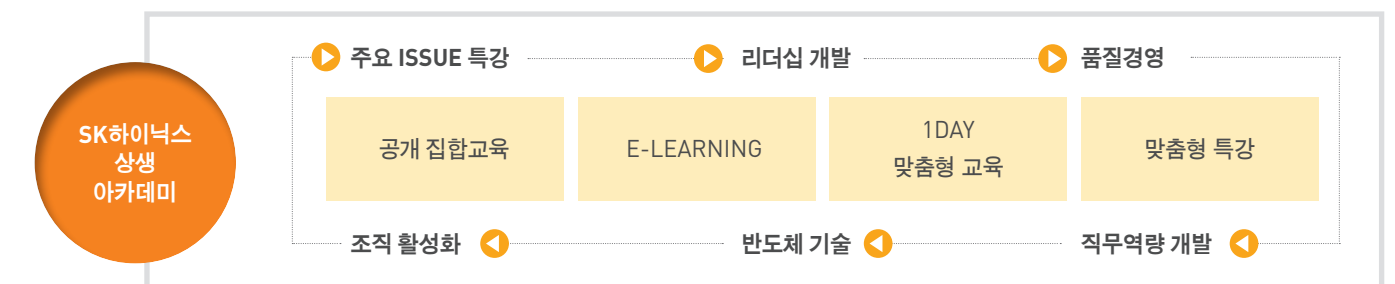 SK하이닉스
상생
아카데미
주요 ISSUE 특강
리더십 개발
품질경영
공개 집합교육
E-LEARNING
1DAY
맞춤형 교육
맞춤형 특강
조직 활성화
반도체 기술
직무역량 개발